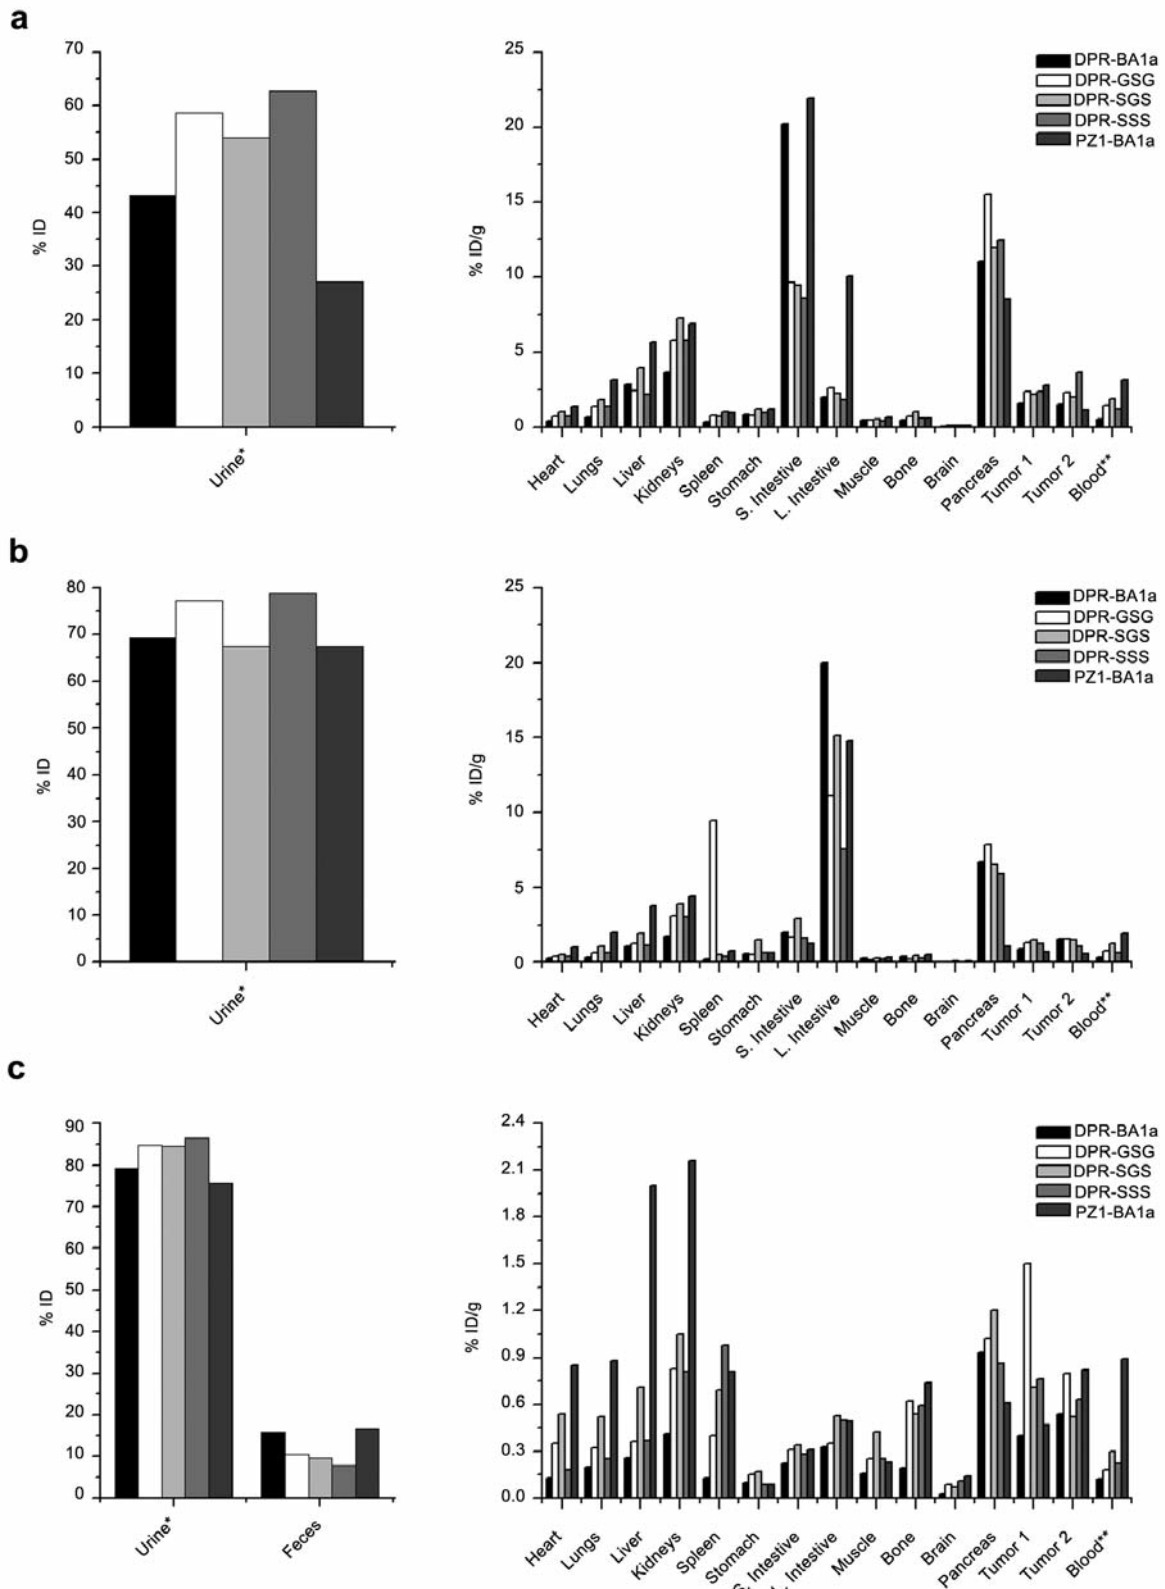 a
70
60
50
40
30
20
10
0
% ID
Urine*
25
20
15
10
5
0
% ID/g
DPR-BA1a
DPR-GSG
DPR-SGS
DPR-SSS
PZ1-BA1a
Heart
Lungs
Liver
Kidneys
Spleen
Stomach
S. Intestive
L. Intestive
Muscle
Bone
Brain
Pancreas
Tumor 1
Tumor 2
Blood**
b
80
70
60
50
40
30
20
10
0
% ID
Urine*
25
20
15
10
5
0
% ID/g
DPR-BA1a
DPR-GSG
DPR-SGS
DPR-SSS
PZ1-BA1a
Heart
Lungs
Liver
Kidneys
Spleen
Stomach
S. Intestive
L. Intestive
Muscle
Bone
Brain
Pancreas
Tumor 1
Tumor 2
Blood**
c
90
80
70
60
50
40
30
20
10
0
% ID
Urine*
Feces
2.4
2.1
1.8
1.5
1.2
0.9
0.6
0.3
0.0
% ID/g
DPR-BA1a
DPR-GSG
DPR-SGS
DPR-SSS
PZ1-BA1a
Heart
Lungs
Liver
Kidneys
Spleen
Stomach
Intestive
Intestive
Muscle
Bone
Brain
Pancreas
Tumor 1
Tumor 2
Blood**